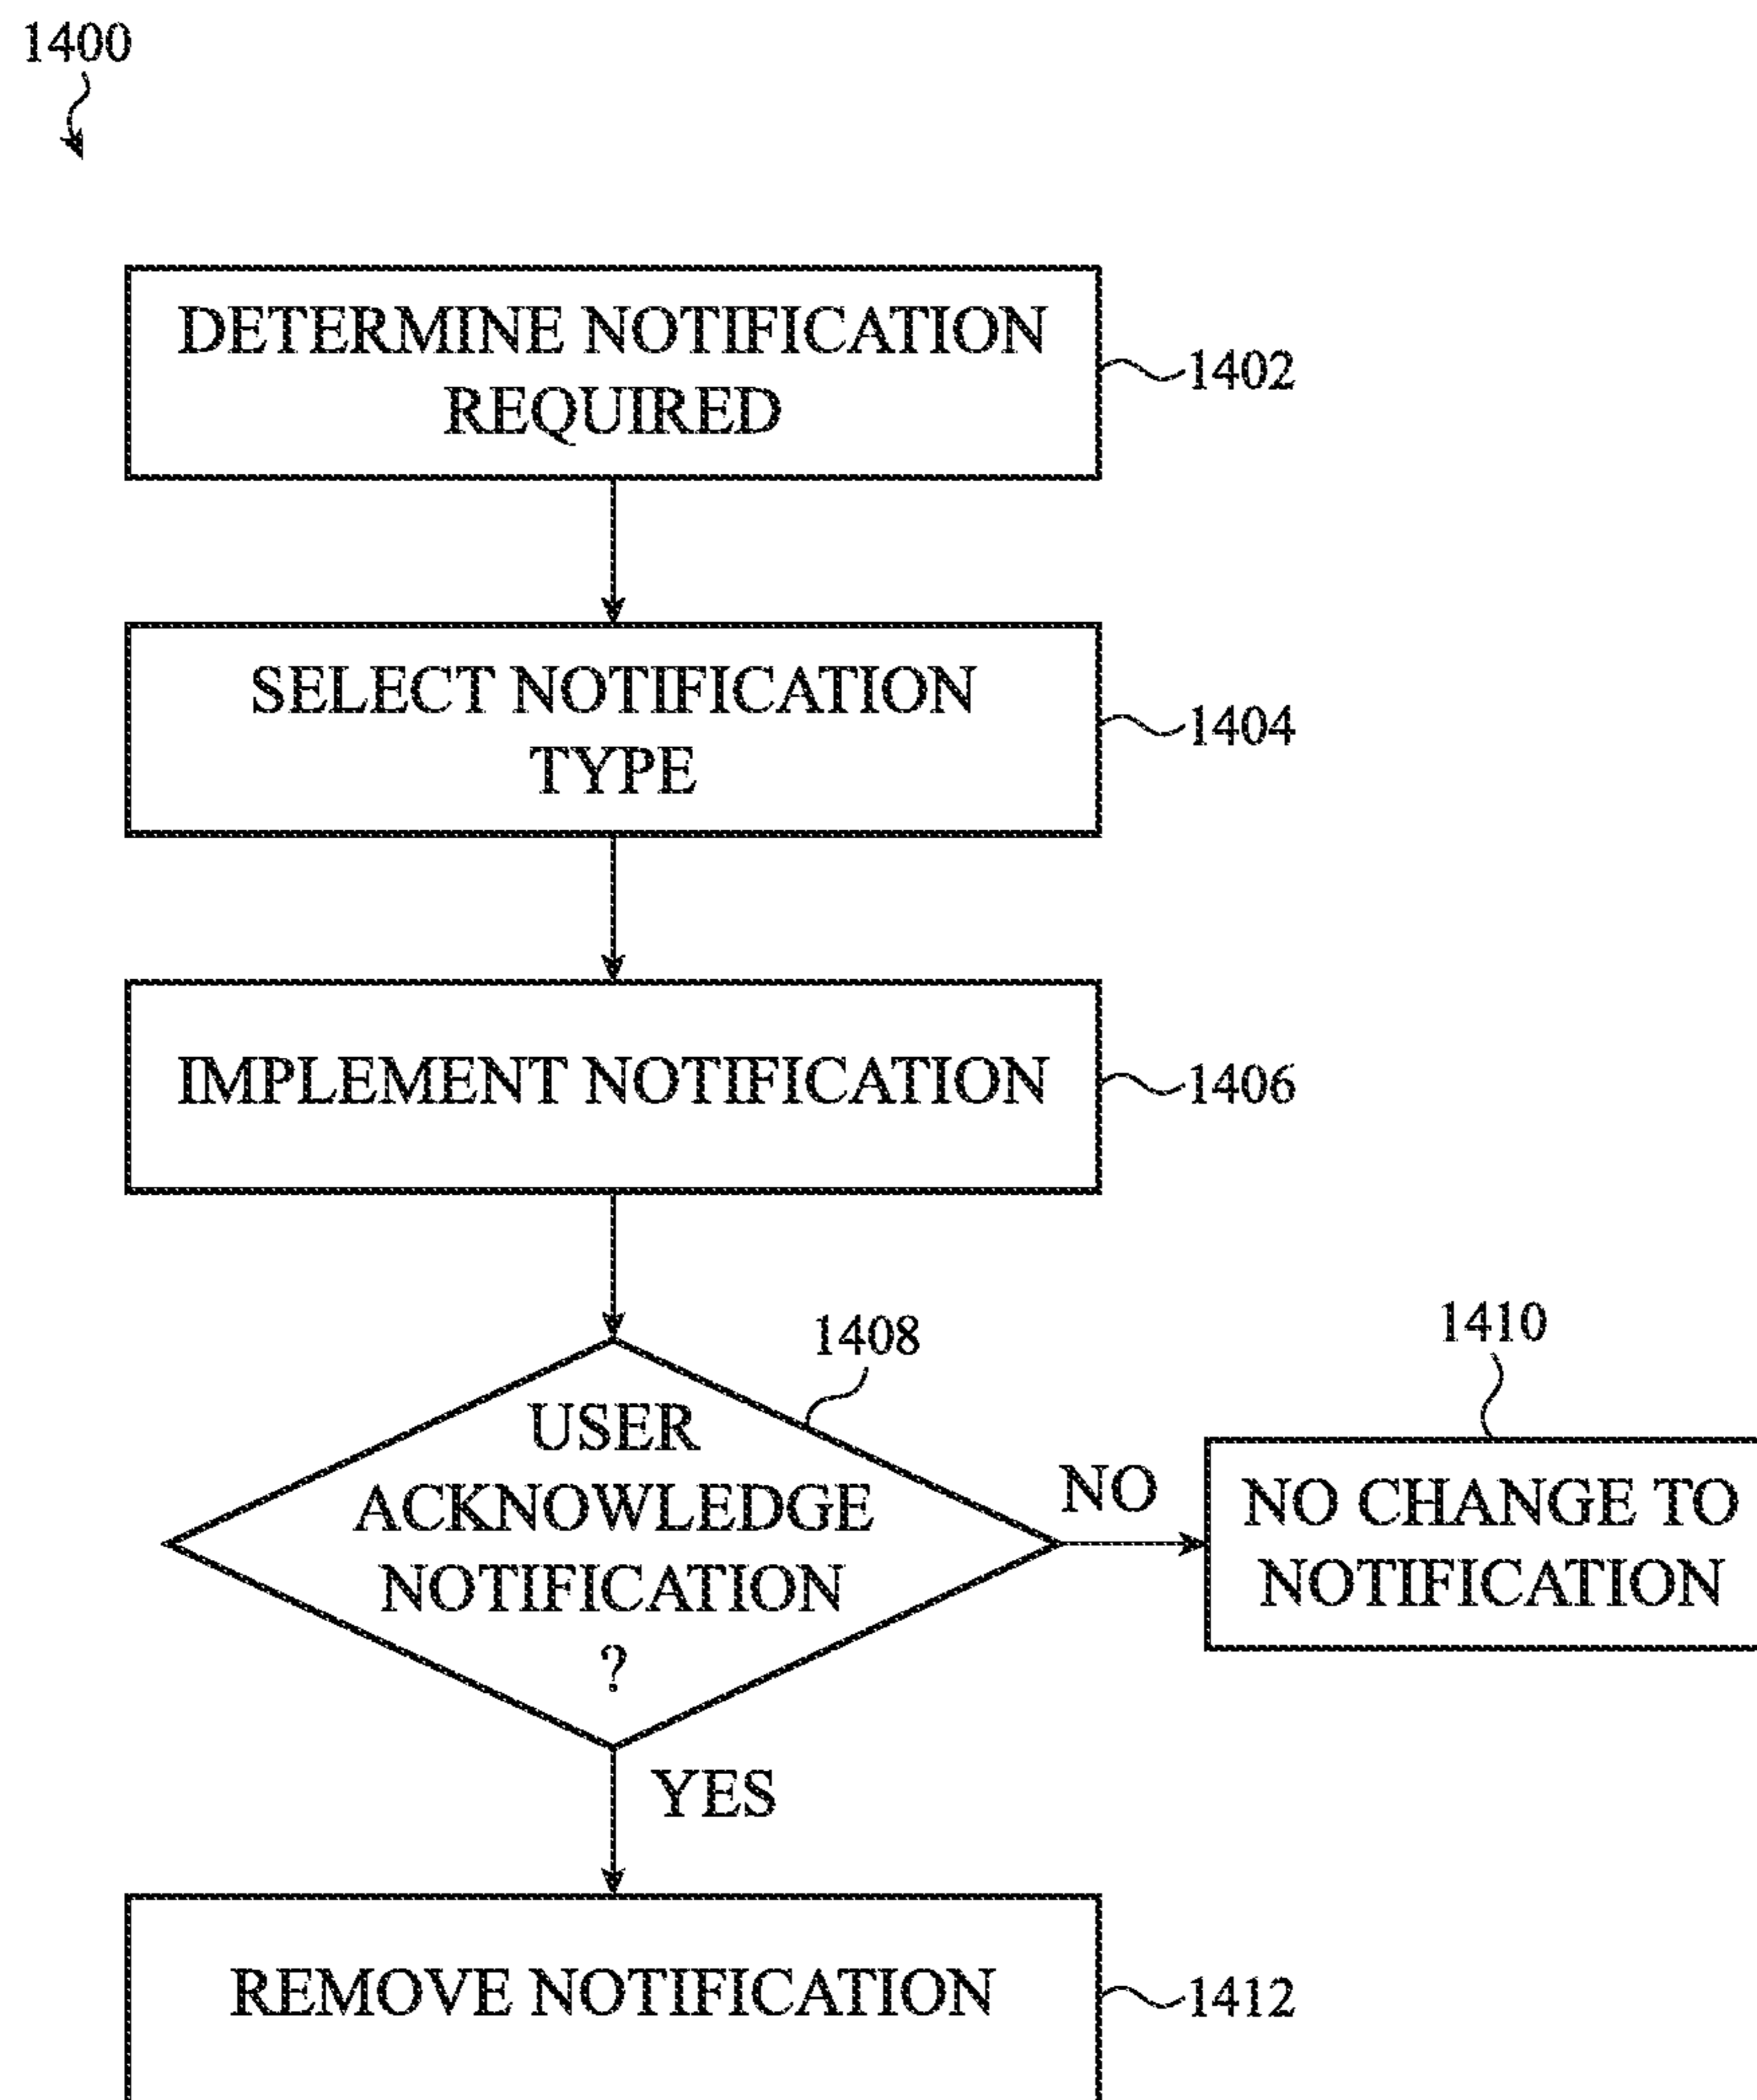 1400
DETERMINE NOTIFICATION
REQUIRED
1402
SELECT NOTIFICATION
TYPE
1404
IMPLEMENT NOTIFICATION
1406
1408
USER
ACKNOWLEDGE
NOTIFICATION
?
NO
1410
NO CHANGE TO
NOTIFICATION
YES
REMOVE NOTIFICATION
1412